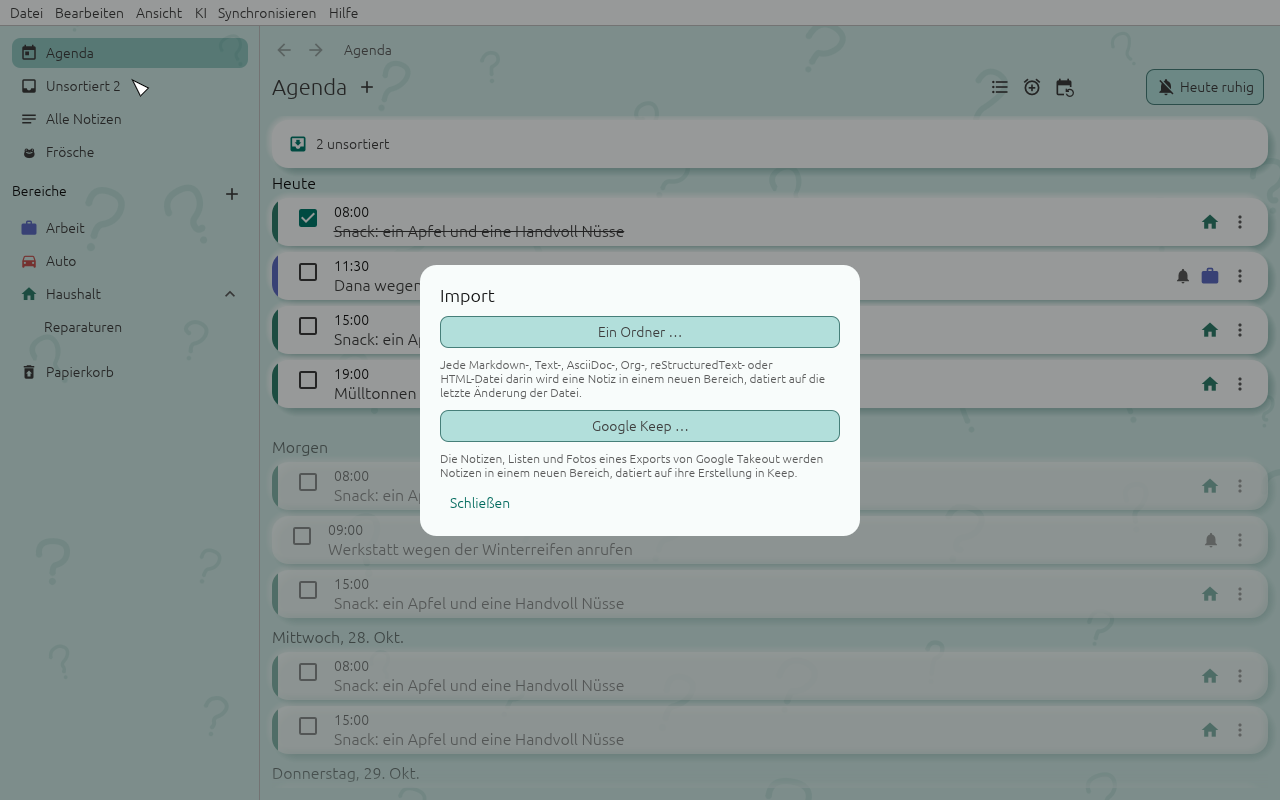 Datei Bearbeiten Ansicht KI Synchronisieren Hilfe
Agenda
Unsortiert 2
Alle Notizen
Frösche
Bereiche
Arbeit
Auto
Haushalt
Reparaturen
Papierkorb
Agenda
Agenda
Heute ruhig
2 unsortiert
Heute
08:00
Snack: ein Apfel und eine Handvoll Nüsse
11:30
Dana wegen
15:00
Snack: ein
19:00
Mülltonnen
Import
Ein Ordner …
Jede Markdown-, Text-, AsciiDoc-, Org-, reStructuredText- oder
HTML-Datei darin wird eine Notiz in einem neuen Bereich, datiert auf die
letzte Änderung der Datei.
Google Keep …
Die Notizen, Listen und Fotos eines Exports von Google Takeout werden
Notizen in einem neuen Bereich, datiert auf ihre Erstellung in Keep.
Schließen
Morgen
08:00
Snack: ein
09:00
Werkstatt wegen der Winterreifen anrufen
15:00
Snack: ein Apfel und eine Handvoll Nüsse
Mittwoch, 28. Okt.
08:00
Snack: ein Apfel und eine Handvoll Nüsse
15:00
Snack: ein Apfel und eine Handvoll Nüsse
Donnerstag, 29. Okt.